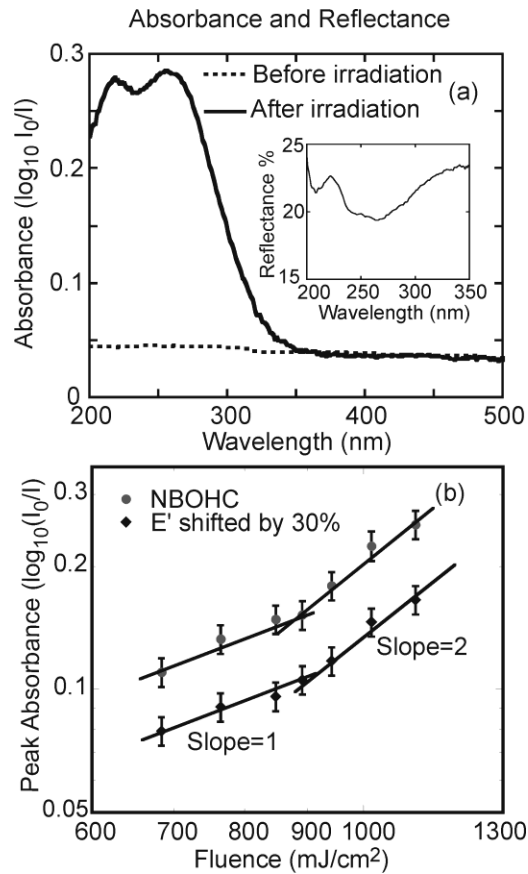 Absorbance and Reflectance
Absorbance (log₁₀ I₀/I)
0.3
0.2
0.1
0
Before irradiation
After irradiation
(a)
Reflectance %
25
20
15
200 250 300 350
Wavelength (nm)
200 300 400 500
Wavelength (nm)
Peak Absorbance (log₁₀(I₀/I)
0.3
0.2
0.1
0.05
NBOHC
E' shifted by 30%
(b)
Slope=2
Slope=1
600 700 800 900 1000 1300
Fluence (mJ/cm²)